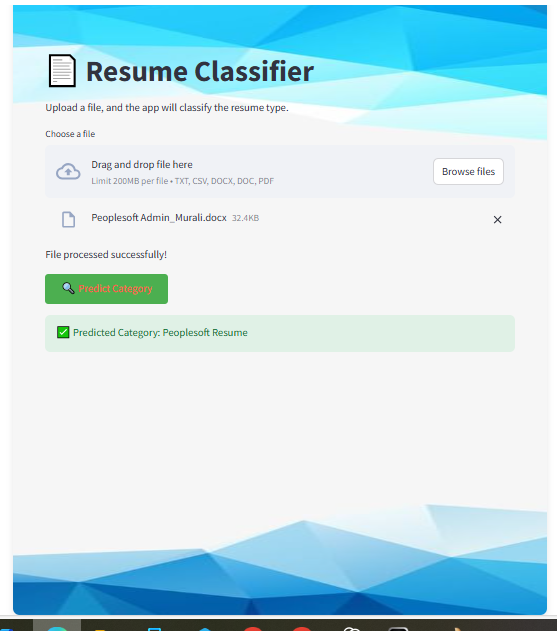 Resume Classifier
Upload a file, and the app will classify the resume type.
Choose a file
Drag and drop file here
Limit 200MB per file • TXT, CSV, DOCX, DOC, PDF
Browse files
Peoplesoft Admin_Murali.docx 32.4KB
File processed successfully!
Predict Category
Predicted Category: Peoplesoft Resume